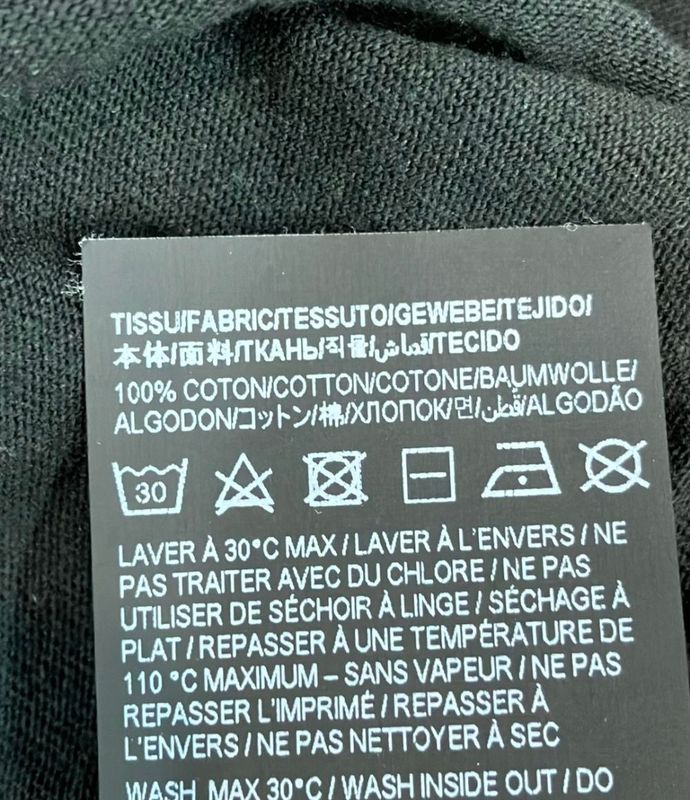 TISSU/FABRIC/TESSUTO/GEWEBE/TEJIDO/
本体/面料/ТКАНЬ/직물/قماش/TECIDO
100% COTON/COTTON/COTONE/BAUMWOLLE/
ALGODON/コットン/棉/ХЛОПОК/면/قُطن/ALGODÃO
30
LAVER À 30°C MAX / LAVER À L'ENVERS / NE
PAS TRAITER AVEC DU CHLORE / NE PAS
UTILISER DE SÉCHOIR À LINGE / SÉCHAGE À
PLAT / REPASSER À UNE TEMPÉRATURE DE
110 °C MAXIMUM – SANS VAPEUR / NE PAS
REPASSER L'IMPRIMÉ / REPASSER À
L'ENVERS / NE PAS NETTOYER À SEC
WASH MAX 30°C / WASH INSIDE OUT / DO